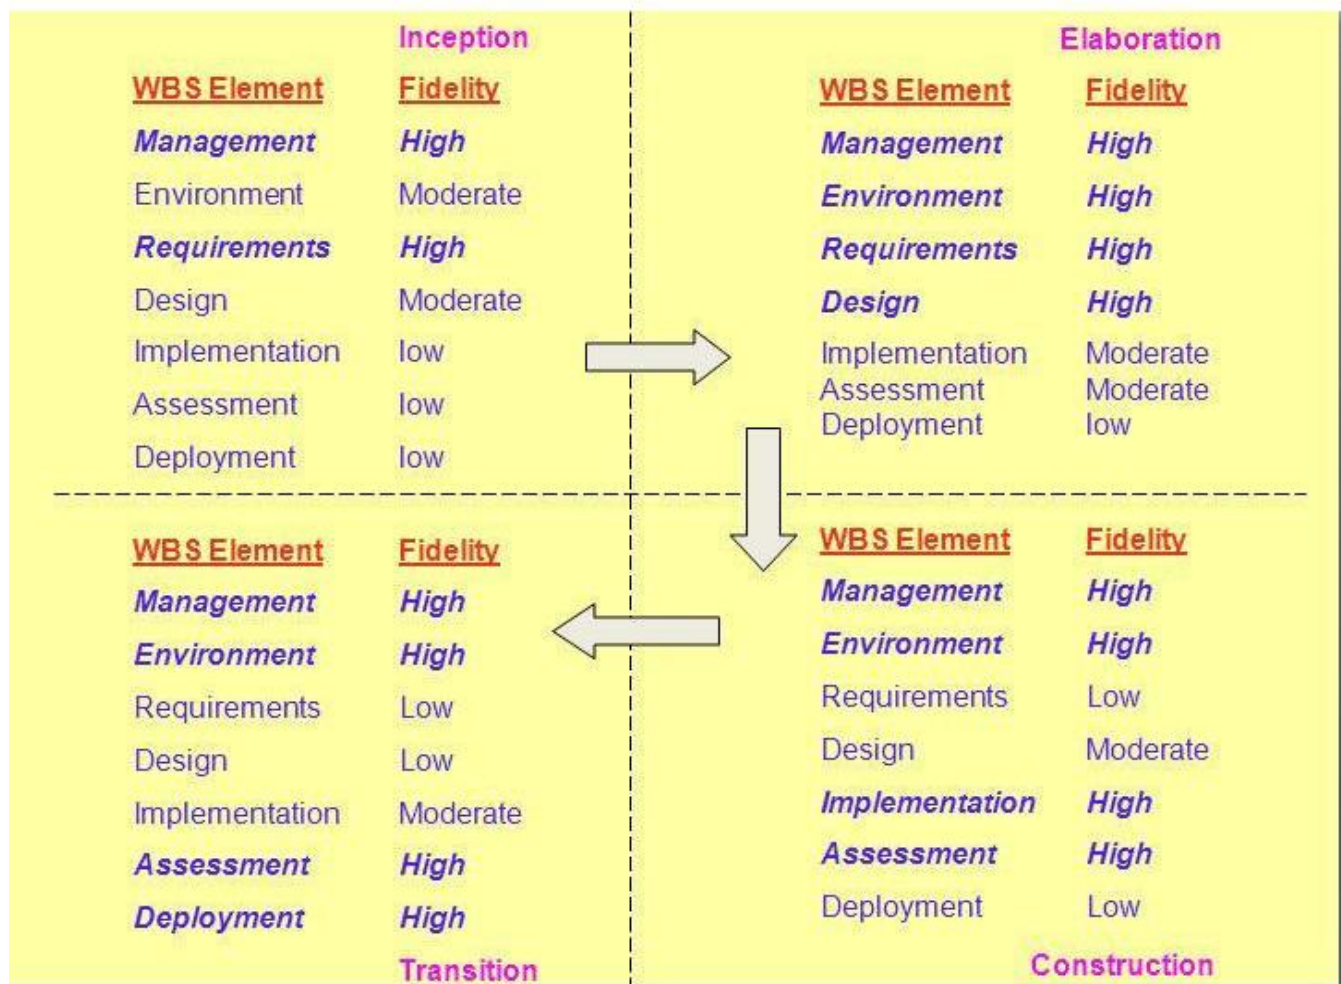 Inception
WBS Element Fidelity
Management High
Environment Moderate
Requirements High
Design Moderate
Implementation low
Assessment low
Deployment low
Elaboration
WBS Element Fidelity
Management High
Environment High
Requirements High
Design High
Implementation Moderate
Assessment Moderate
Deployment low
WBS Element Fidelity
Management High
Environment High
Requirements Low
Design Low
Implementation Moderate
Assessment High
Deployment High
Transition
WBS Element Fidelity
Management High
Environment High
Requirements Low
Design Moderate
Implementation High
Assessment High
Deployment Low
Construction